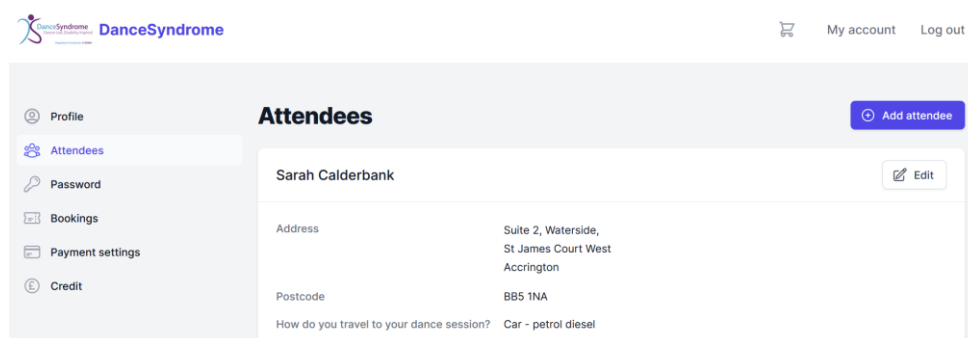 DanceSyndrome
DanceSyndrome
My account
Log out
Profile
Attendees
Password
Bookings
Payment settings
Credit
Attendees
Add attendee
Sarah Calderbank
Edit
Address
Suite 2, Waterside,
St James Court West
Accrington
Postcode
BB5 1NA
How do you travel to your dance session?
Car - petrol diesel